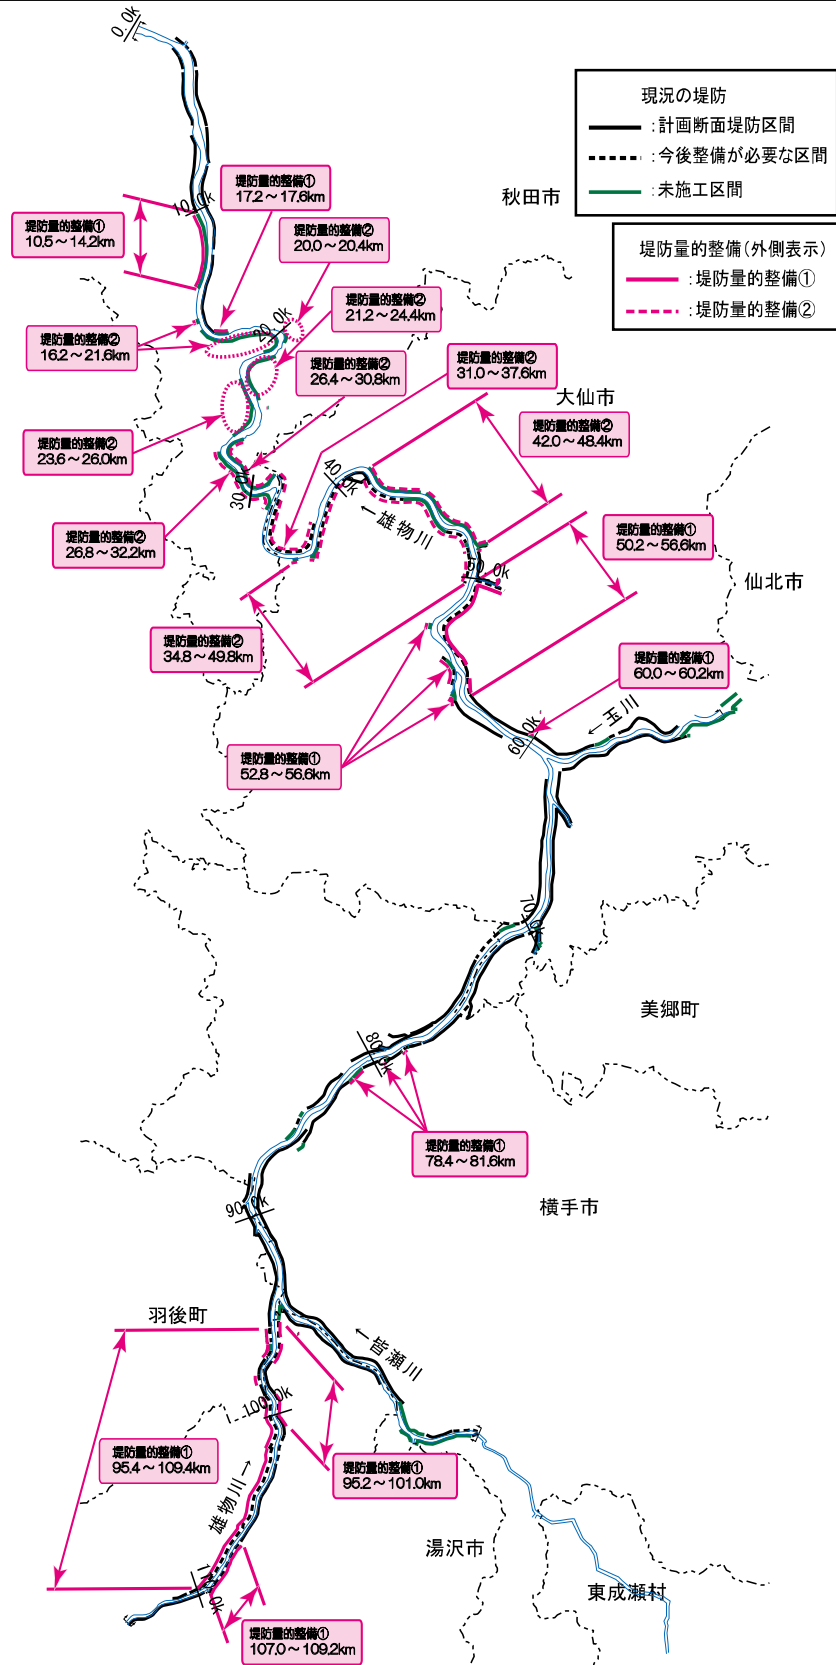 0.0k
現況の堤防
：計画断面堤防区間
：今後整備が必要な区間
：未施工区間
堤防量的整備（外側表示）
：堤防量的整備①
：堤防量的整備②
秋田市
堤防量的整備①
17.2～17.6km
10.0k
堤防量的整備①
10.5～14.2km
堤防量的整備②
20.0～20.4km
堤防量的整備②
21.2～24.4km
20.0k
堤防量的整備②
16.2～21.6km
堤防量的整備②
26.4～30.8km
堤防量的整備②
31.0～37.6km
大仙市
堤防量的整備②
42.0～48.4km
堤防量的整備②
23.6～26.0km
30.0k
40.0k
←雄物川
堤防量的整備②
26.8～32.2km
堤防量的整備①
50.2～56.6km
50.0k
仙北市
堤防量的整備②
34.8～49.8km
堤防量的整備①
60.0～60.2km
←玉川
60.0k
堤防量的整備①
52.8～56.6km
70.0k
美郷町
80.0k
堤防量的整備①
78.4～81.6km
横手市
90.0k
羽後町
←皆瀬川
100.0k
堤防量的整備①
95.4～109.4km
堤防量的整備①
95.2～101.0km
雄物川→
湯沢市
東成瀬村
110.0k
堤防量的整備①
107.0～109.2km